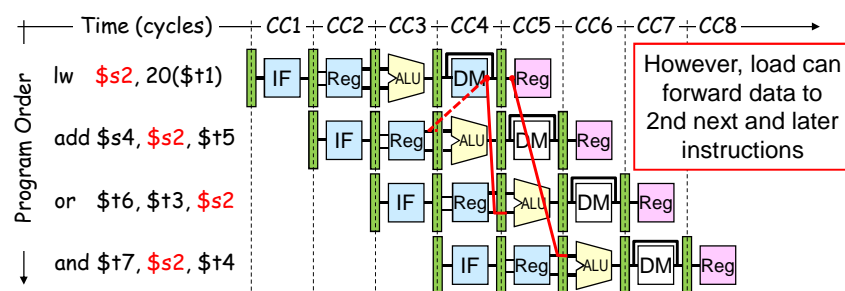 Time (cycles) CC1 CC2 CC3 CC4 CC5 CC6 CC7 CC8
Program Order
lw $s2, 20($t1) IF Reg ALU DM Reg
add $s4, $s2, $t5 IF Reg ALU DM Reg
or $t6, $t3, $s2 IF Reg ALU DM Reg
and $t7, $s2, $t4 IF Reg ALU DM Reg
However, load can
forward data to
2nd next and later
instructions